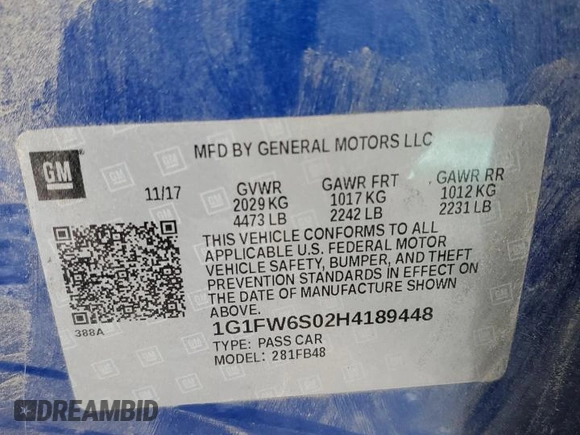 GM
MFD BY GENERAL MOTORS LLC
11/17
GVWR
2029 KG
4473 LB
GAWR FRT
1017 KG
2242 LB
GAWR RR
1012 KG
2231 LB
THIS VEHICLE CONFORMS TO ALL
APPLICABLE U.S. FEDERAL MOTOR
VEHICLE SAFETY, BUMPER, AND THEFT
PREVENTION STANDARDS IN EFFECT ON
THE DATE OF MANUFACTURE SHOWN
ABOVE.
388A
1G1FW6S02H4189448
TYPE: PASS CAR
MODEL: 281FB48
DREAMBID